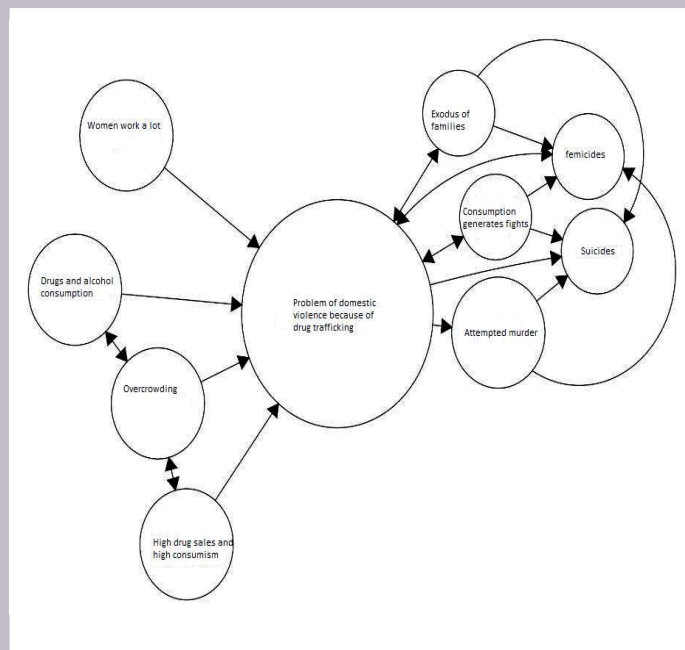 Women work a lot
Drugs and alcohol
consumption
Overcrowding
High drug sales and
high consumism
Problem of domestic
violence because of
drug trafficking
Exodus of
families
femicides
Consumption
generates fights
Suicides
Attempted murder